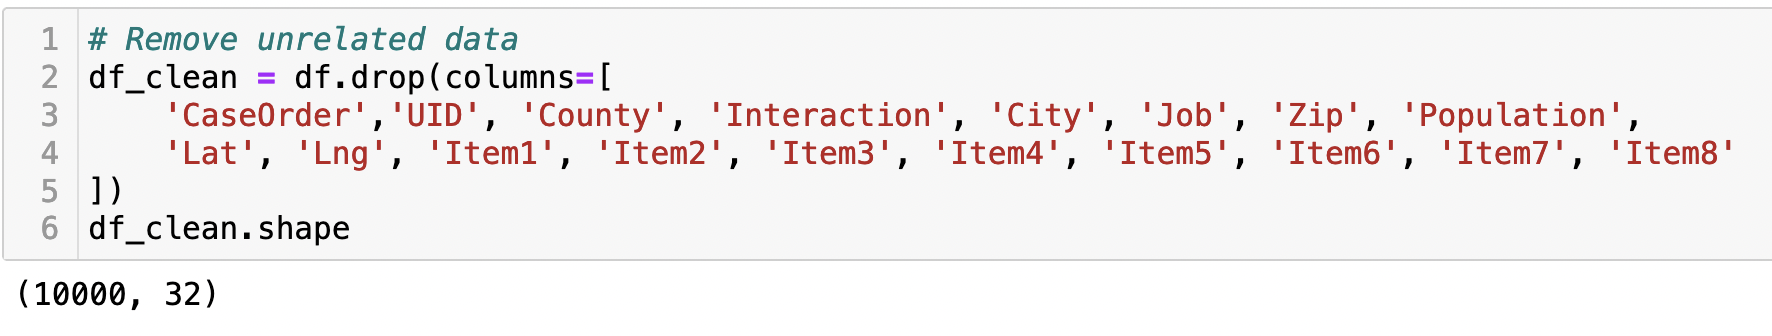 1 # Remove unrelated data
2 df_clean = df.drop(columns=[
3     'CaseOrder','UID', 'County', 'Interaction', 'City', 'Job', 'Zip', 'Population',
4     'Lat', 'Lng', 'Item1', 'Item2', 'Item3', 'Item4', 'Item5', 'Item6', 'Item7', 'Item8'
5 ])
6 df_clean.shape
(10000, 32)